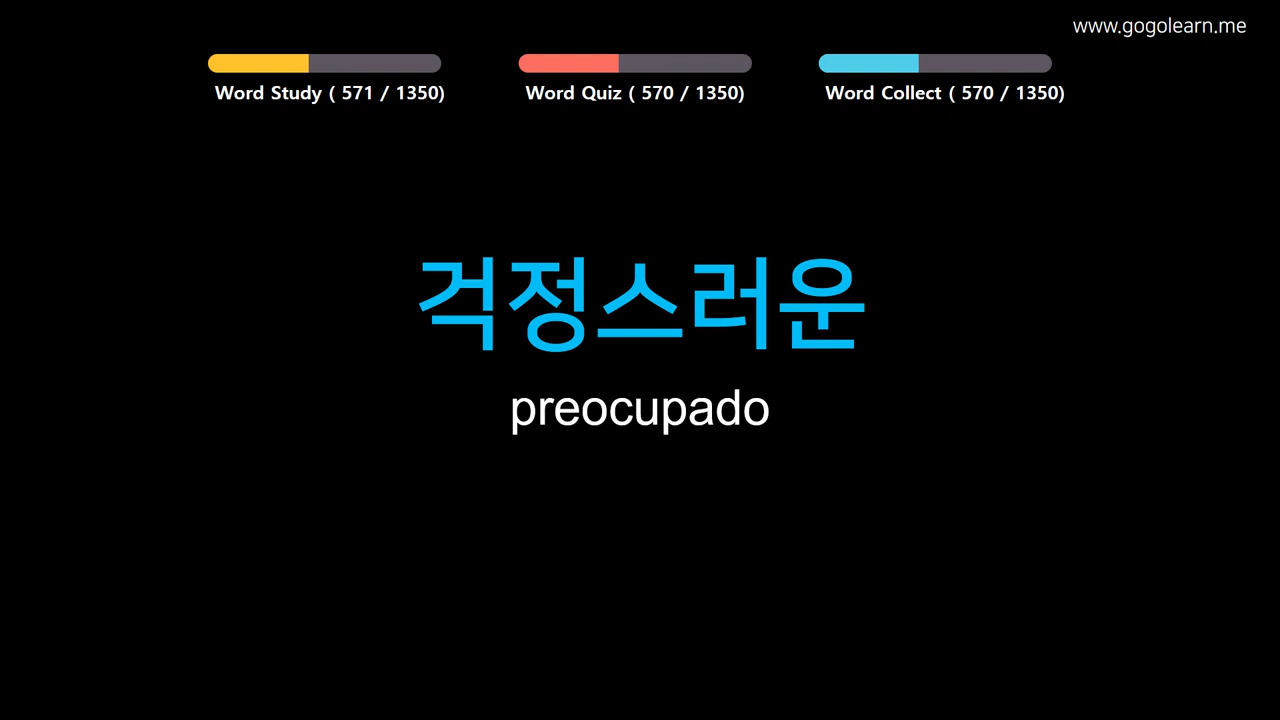 www.gogolearn.me
Word Study ( 571 / 1350)
Word Quiz ( 570 / 1350)
Word Collect ( 570 / 1350)
걱정스러운
preocupado